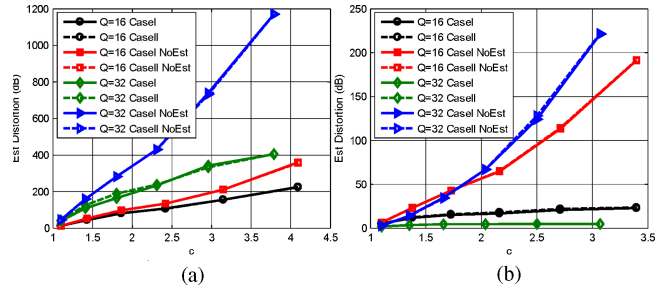 1200
1000
800
600
400
200
0
Est Distortion (dB)
Q=16 CaseI
Q=16 CaseII
Q=16 CaseI NoEst
Q=16 CaseII NoEst
Q=32 CaseI
Q=32 CaseII
Q=32 CaseI NoEst
Q=32 CaseII NoEst
1 1.5 2 2.5 3 3.5 4 4.5
c
(a)
250
200
150
100
50
0
Est Distortion (dB)
Q=16 CaseI
Q=16 CaseII
Q=16 CaseI NoEst
Q=16 CaseII NoEst
Q=32 CaseI
Q=32 CaseII
Q=32 CaseI NoEst
Q=32 CaseII NoEst
1 1.5 2 2.5 3 3.5
c
(b)